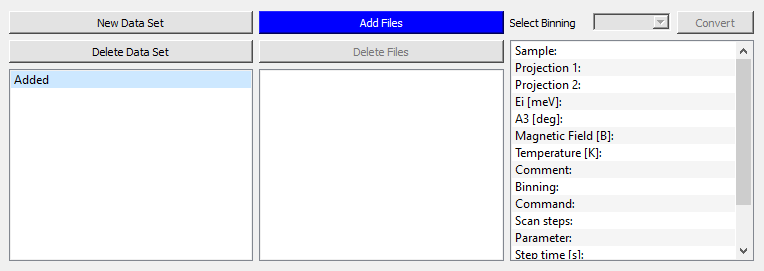 New Data Set
Add Files
Select Binning
Convert
Delete Data Set
Delete Files
Added
Sample:
Projection 1:
Projection 2:
Ei [meV]:
A3 [deg]:
Magnetic Field [B]:
Temperature [K]:
Comment:
Binning:
Command:
Scan steps:
Parameter:
Step time [s]: